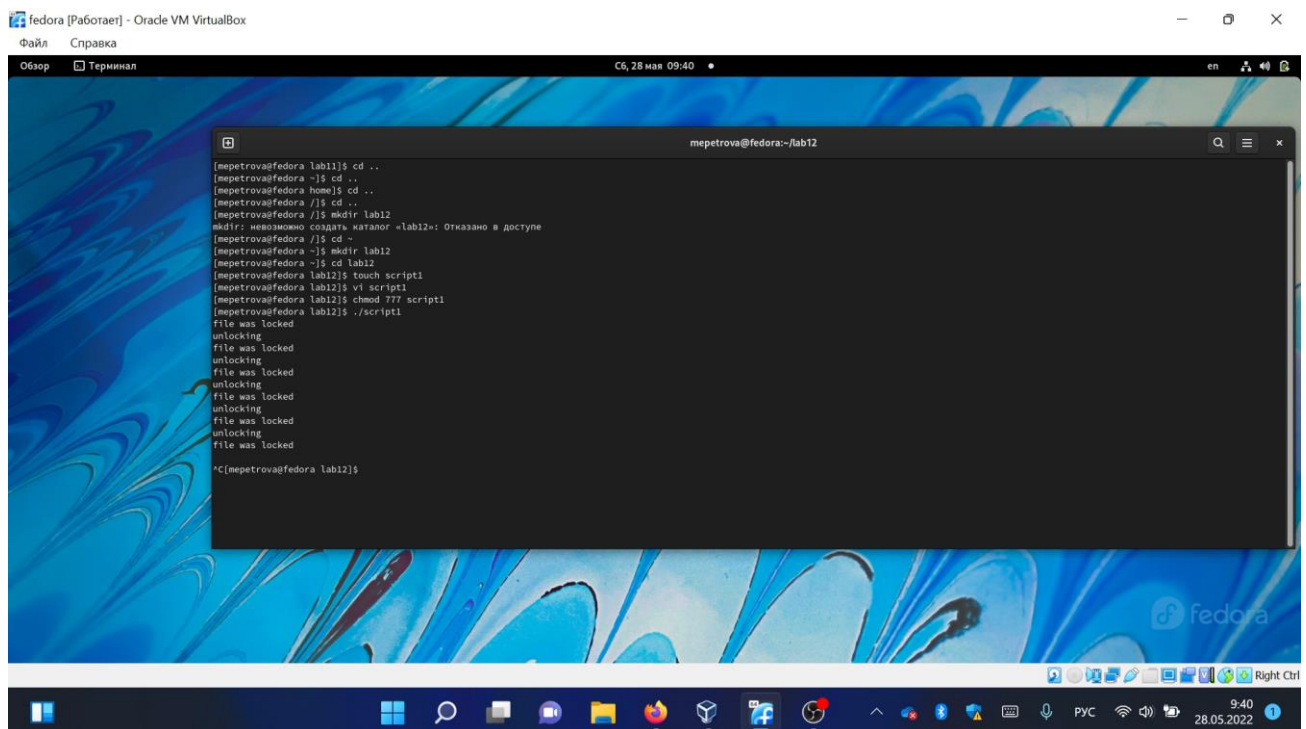 fedora [Работает] - Oracle VM VirtualBox
Файл Справка
Обзор Терминал Сб, 28 мая 09:40 en
mepetrova@fedora:~/lab12
[mepetrova@fedora lab11]$ cd ..
[mepetrova@fedora ~]$ cd ..
[mepetrova@fedora home]$ cd ..
[mepetrova@fedora /]$ cd ..
[mepetrova@fedora /]$ mkdir lab12
mkdir: невозможно создать каталог «lab12»: Отказано в доступе
[mepetrova@fedora /]$ cd ~
[mepetrova@fedora ~]$ mkdir lab12
[mepetrova@fedora ~]$ cd lab12
[mepetrova@fedora lab12]$ touch script1
[mepetrova@fedora lab12]$ vi script1
[mepetrova@fedora lab12]$ chmod 777 script1
[mepetrova@fedora lab12]$ ./script1
file was locked
unlocking
file was locked
unlocking
file was locked
unlocking
file was locked
unlocking
file was locked
unlocking
file was locked
^C[mepetrova@fedora lab12]$
fedora
Right Ctrl
РУС 9:40
28.05.2022 1